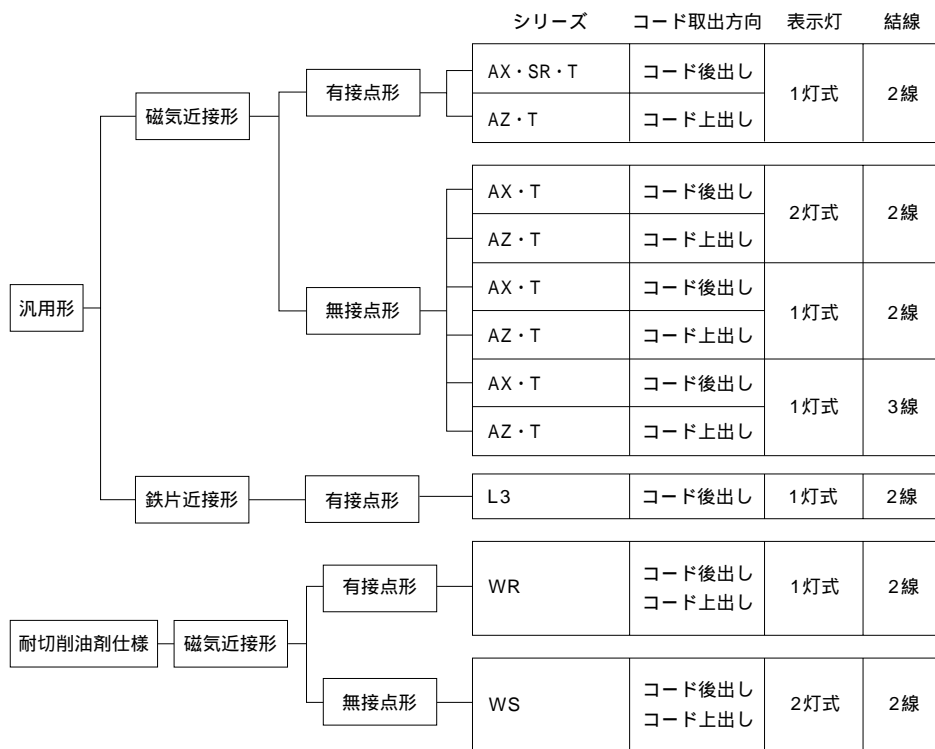 シリーズ コード取出方向 表示灯 結線
汎用形
磁気近接形
有接点形
AX・SR・T コード後出し 1灯式 2線
AZ・T コード上出し
無接点形
AX・T コード後出し 2灯式 2線
AZ・T コード上出し
AX・T コード後出し 1灯式 2線
AZ・T コード上出し
AX・T コード後出し 1灯式 3線
AZ・T コード上出し
鉄片近接形 有接点形 L3 コード後出し 1灯式 2線
耐切削油剤仕様 磁気近接形
有接点形 WR コード後出し 1灯式 2線
コード上出し
無接点形 WS コード後出し 2灯式 2線
コード上出し